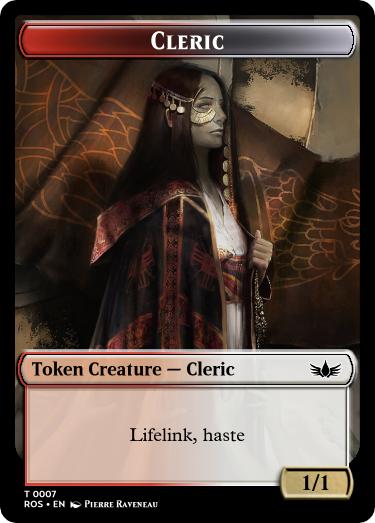 Cleric
Token Creature — Cleric
Lifelink, haste
1/1
T 0007
ROS • EN Pierre Raveneau